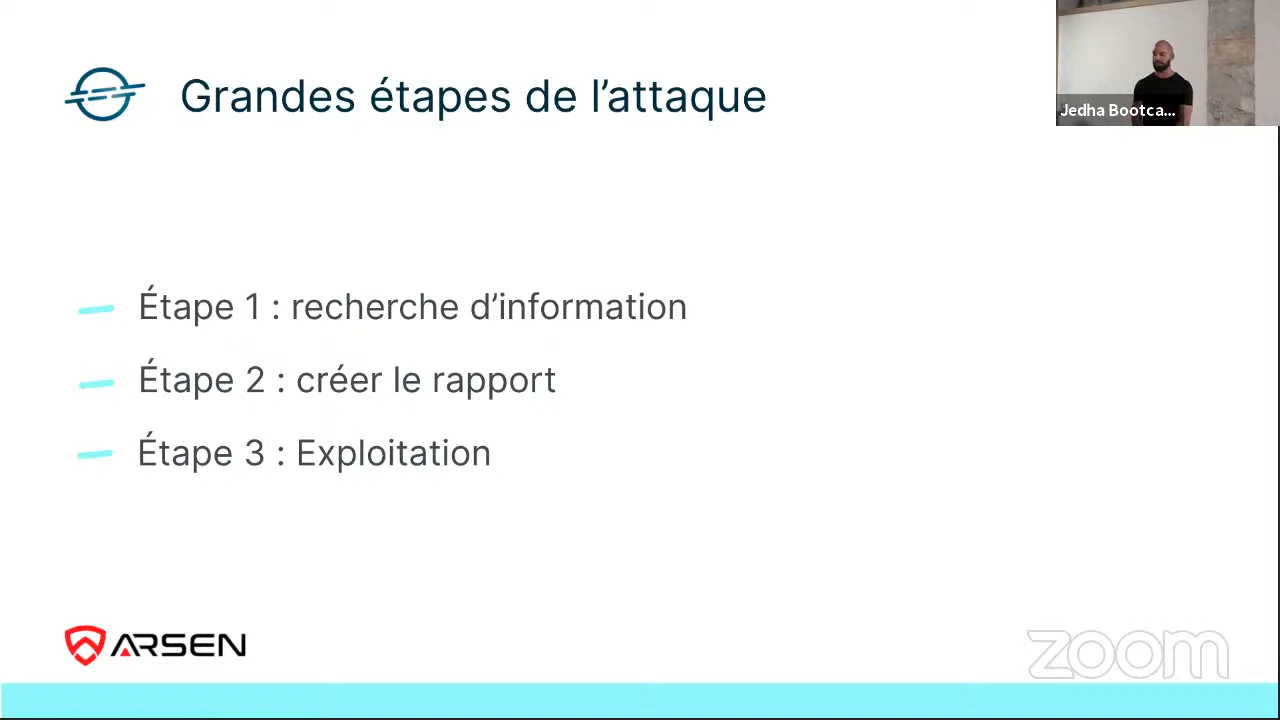 Grandes étapes de l’attaque
Jedha Bootca...
Étape 1 : recherche d’information
Étape 2 : créer le rapport
Étape 3 : Exploitation
ARSEN
zoom